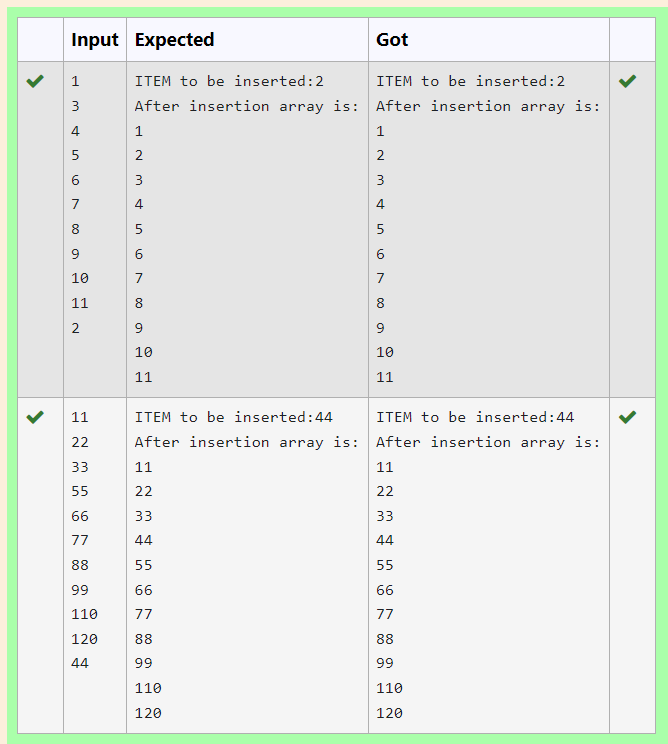 Input Expected Got
1 ITEM to be inserted:2 ITEM to be inserted:2
3 After insertion array is: After insertion array is:
4 1 1
5 2 2
6 3 3
7 4 4
8 5 5
9 6 6
10 7 7
11 8 8
2 9 9
10 10
11 11
11 ITEM to be inserted:44 ITEM to be inserted:44
22 After insertion array is: After insertion array is:
33 11 11
55 22 22
66 33 33
77 44 44
88 55 55
99 66 66
110 77 77
120 88 88
44 99 99
110 110
120 120